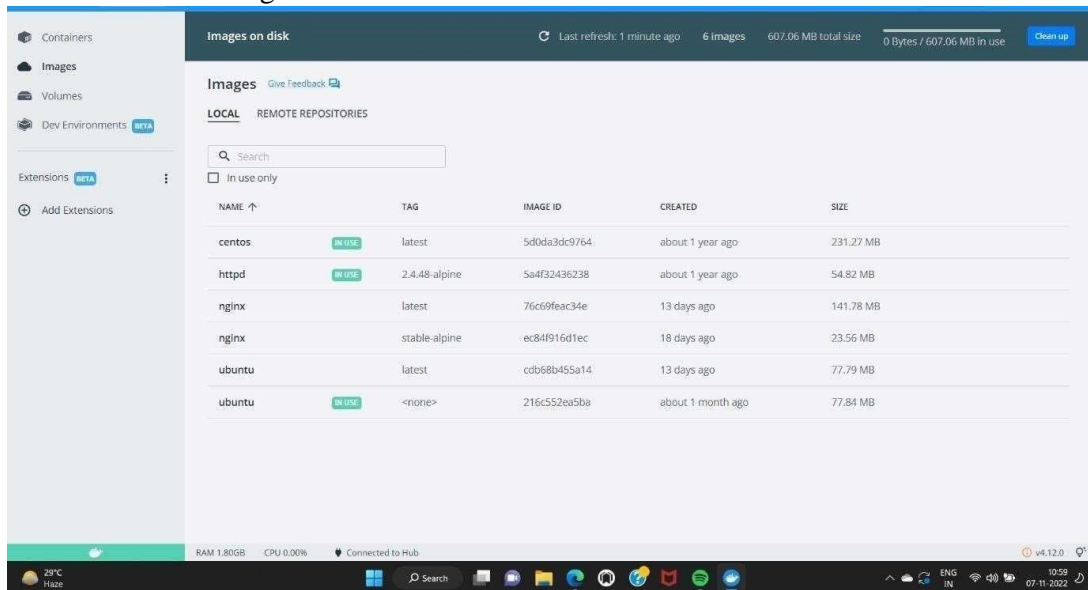 Containers
Images
Volumes
Dev Environments BETA
Extensions BETA
Add Extensions
Images on disk
Last refresh: 1 minute ago 6 images 607.06 MB total size 0 Bytes / 607.06 MB in use Clean up
Images Give Feedback
LOCAL REMOTE REPOSITORIES
Search
In use only
NAME TAG IMAGE ID CREATED SIZE
centos IN USE latest 5d0da3dc9764 about 1 year ago 231.27 MB
httpd IN USE 2.4.48-alpine 5a4f32436238 about 1 year ago 54.82 MB
nginx latest 76c69feac34e 13 days ago 141.78 MB
nginx stable-alpine ec84f916d1ec 18 days ago 23.56 MB
ubuntu latest cdb68b455a14 13 days ago 77.79 MB
ubuntu IN USE <none> 216c552ea5ba about 1 month ago 77.84 MB
RAM 1.80GB CPU 0.00% Connected to Hub v4.12.0
29°C
Haze
Search
ENG
IN
10:59
07-11-2022